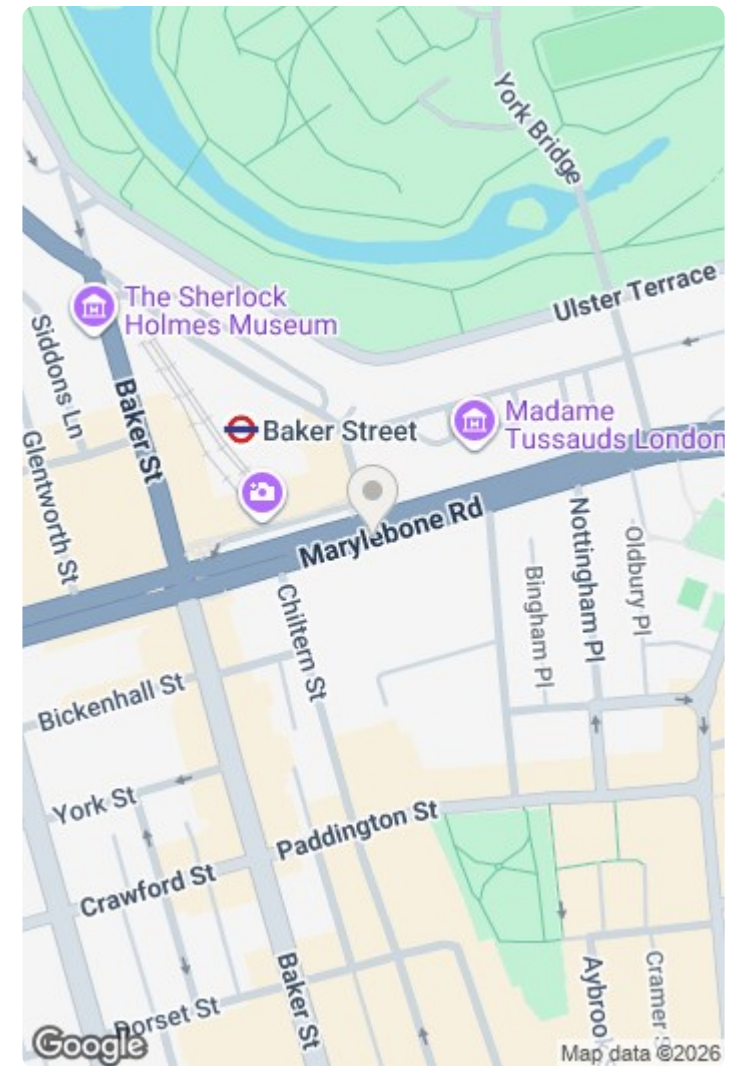 York Bridge
Ulster Terrace
The Sherlock
Holmes Museum
Siddons Ln
Baker St
Baker Street
Madame
Tussauds London
Glentworth St
Marylebone Rd
Nottingham Pl
Oldbury Pl
Bingham Pl
Chiltern St
Bickenhall St
York St
Paddington St
Crawford St
Baker St
Dorset St
Aybrook
Cramer S
Google
Map data ©2026